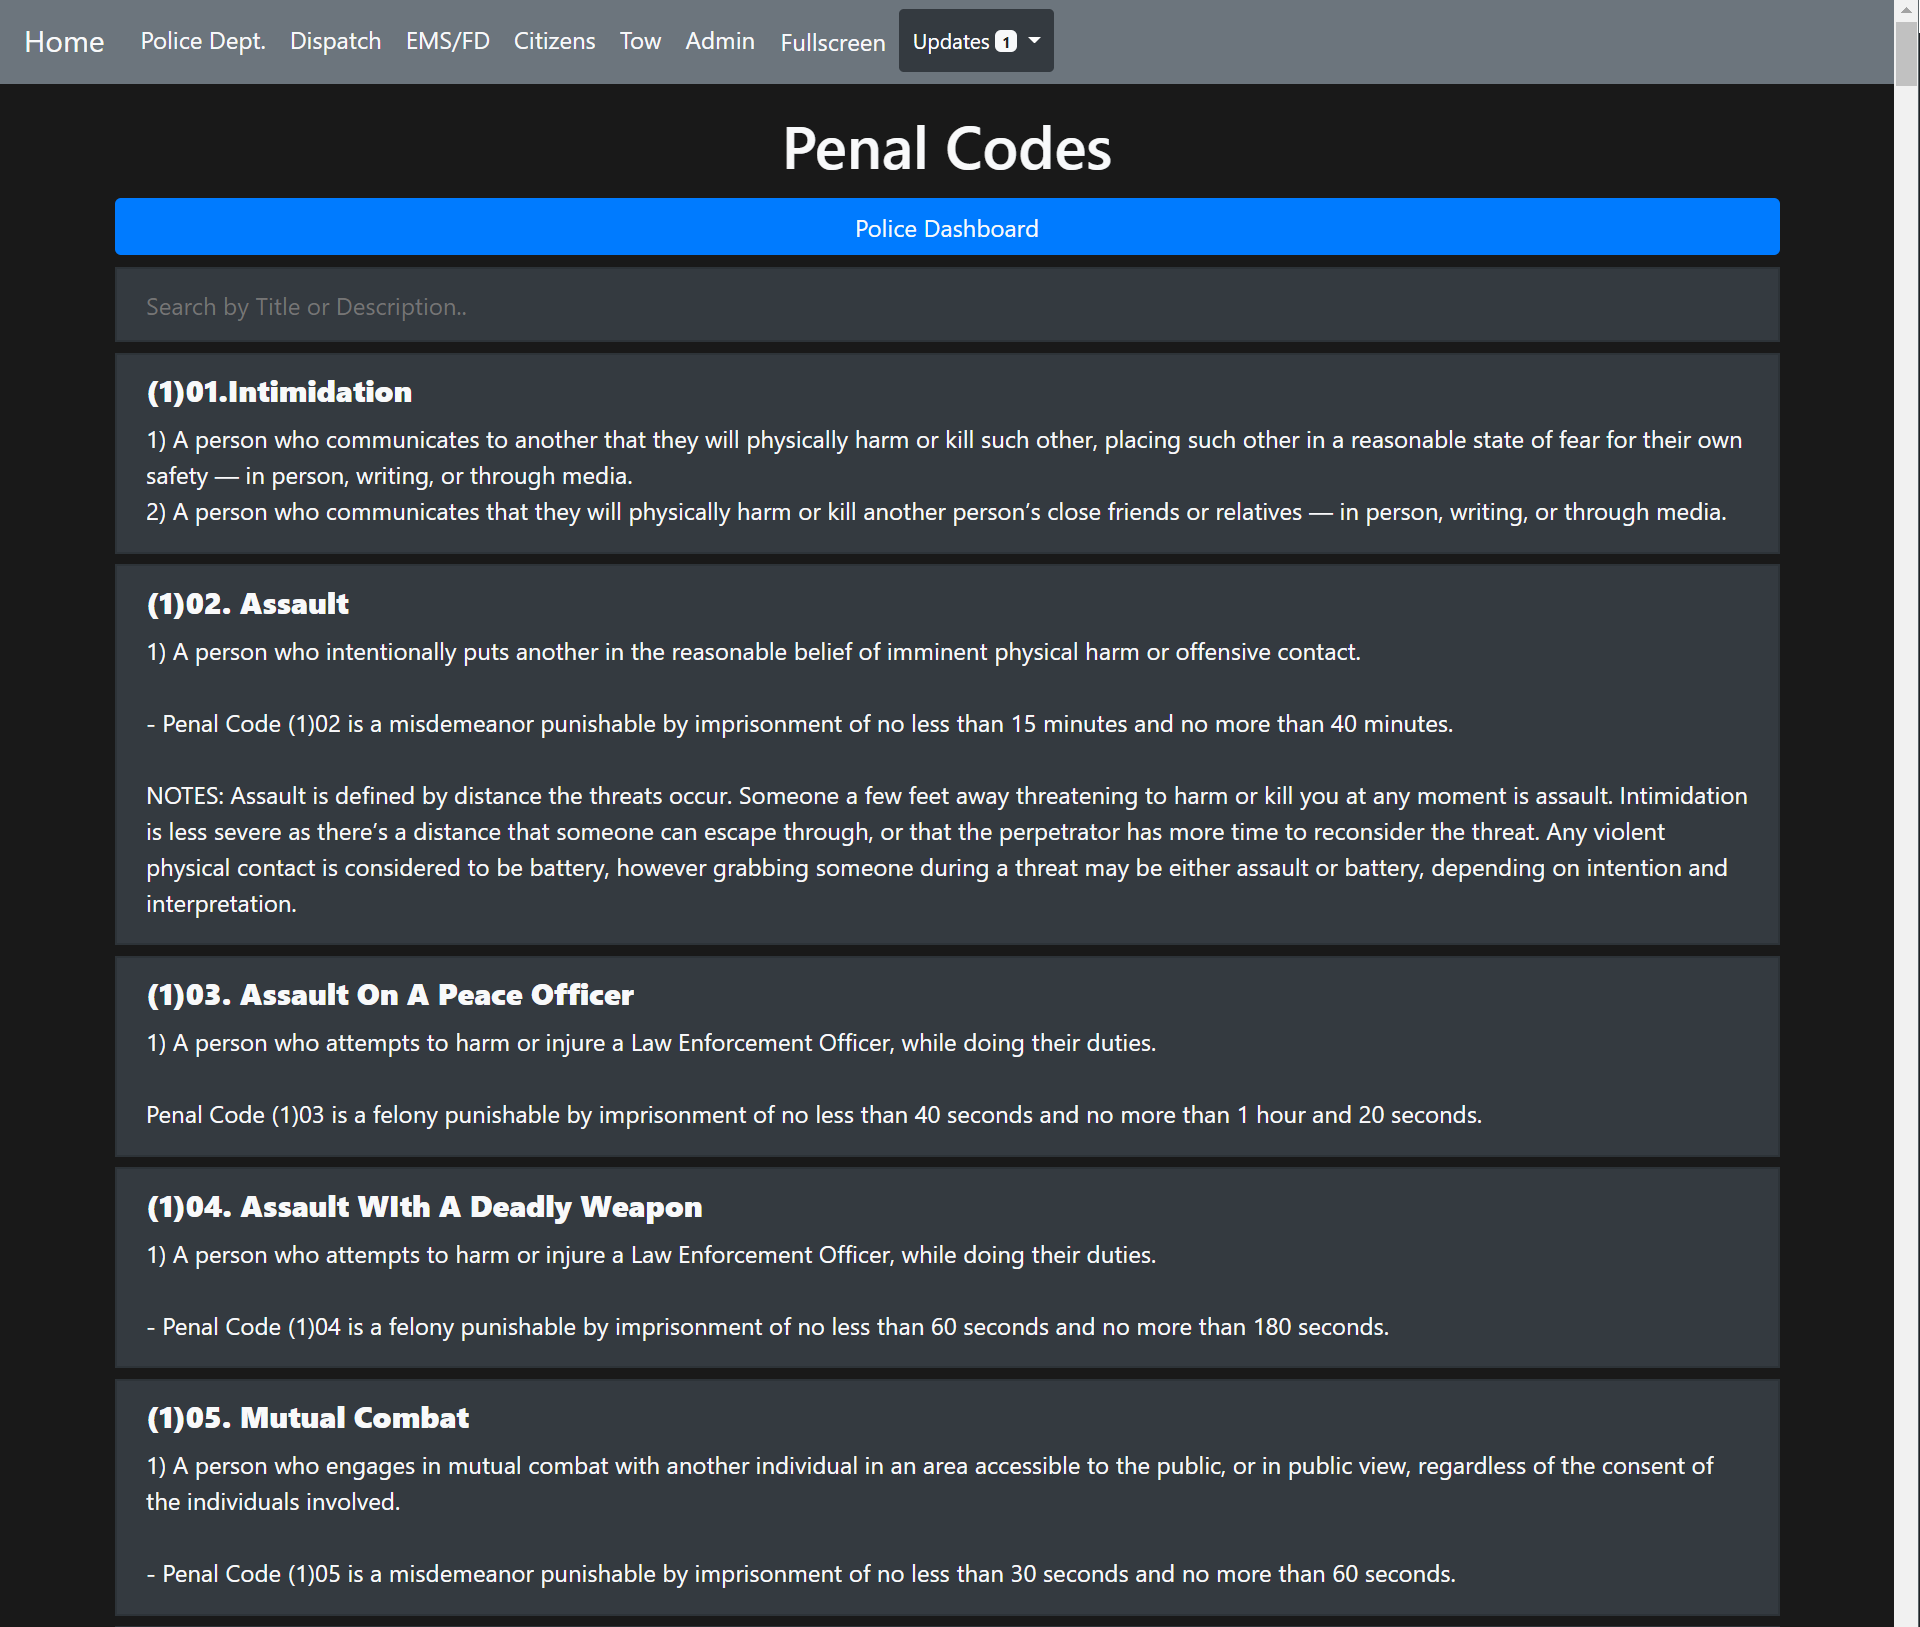 Home Police Dept. Dispatch EMS/FD Citizens Tow Admin Fullscreen Updates 1
Penal Codes
Police Dashboard
Search by Title or Description..
(1)01.Intimidation
1) A person who communicates to another that they will physically harm or kill such other, placing such other in a reasonable state of fear for their own
safety — in person, writing, or through media.
2) A person who communicates that they will physically harm or kill another person’s close friends or relatives — in person, writing, or through media.
(1)02. Assault
1) A person who intentionally puts another in the reasonable belief of imminent physical harm or offensive contact.
- Penal Code (1)02 is a misdemeanor punishable by imprisonment of no less than 15 minutes and no more than 40 minutes.
NOTES: Assault is defined by distance the threats occur. Someone a few feet away threatening to harm or kill you at any moment is assault. Intimidation
is less severe as there’s a distance that someone can escape through, or that the perpetrator has more time to reconsider the threat. Any violent
physical contact is considered to be battery, however grabbing someone during a threat may be either assault or battery, depending on intention and
interpretation.
(1)03. Assault On A Peace Officer
1) A person who attempts to harm or injure a Law Enforcement Officer, while doing their duties.
Penal Code (1)03 is a felony punishable by imprisonment of no less than 40 seconds and no more than 1 hour and 20 seconds.
(1)04. Assault WIth A Deadly Weapon
1) A person who attempts to harm or injure a Law Enforcement Officer, while doing their duties.
- Penal Code (1)04 is a felony punishable by imprisonment of no less than 60 seconds and no more than 180 seconds.
(1)05. Mutual Combat
1) A person who engages in mutual combat with another individual in an area accessible to the public, or in public view, regardless of the consent of
the individuals involved.
- Penal Code (1)05 is a misdemeanor punishable by imprisonment of no less than 30 seconds and no more than 60 seconds.